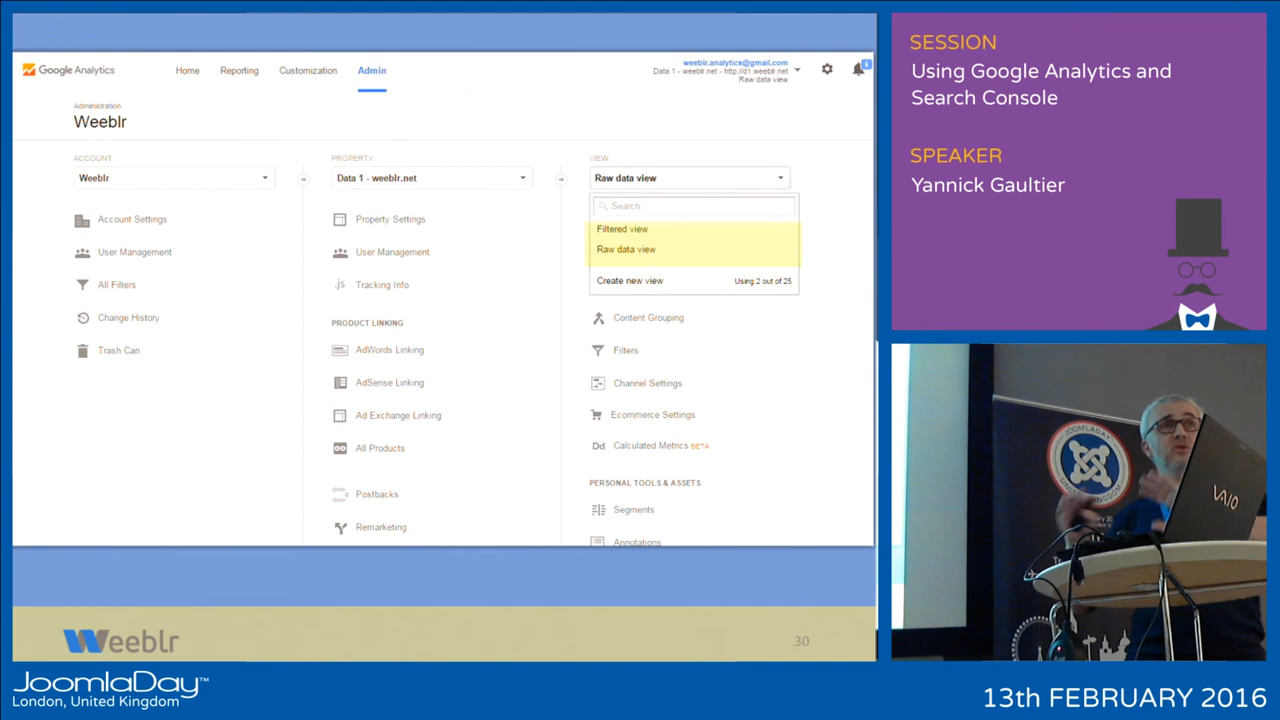 Google Analytics
Home
Reporting
Customization
Admin
weeblr.analytics@gmail.com
Data 1 - weeblr.net - http://d1.weeblr.net
Raw data view
Administration
Weeblr
ACCOUNT
Weeblr
Account Settings
User Management
All Filters
Change History
Trash Can
PROPERTY
Data 1 - weeblr.net
Property Settings
User Management
.js Tracking Info
PRODUCT LINKING
AdWords Linking
AdSense Linking
Ad Exchange Linking
All Products
Postbacks
Remarketing
VIEW
Raw data view
Search
Filtered view
Raw data view
Create new view Using 2 out of 25
Content Grouping
Filters
Channel Settings
Ecommerce Settings
Dd Calculated Metrics BETA
PERSONAL TOOLS & ASSETS
Segments
Annotations
Weeblr
30
SESSION
Using Google Analytics and
Search Console
SPEAKER
Yannick Gaultier
JOOMLADAY
UNITED KINGDOM
VAIO
JoomlaDay™
London, United Kingdom
13th FEBRUARY 2016